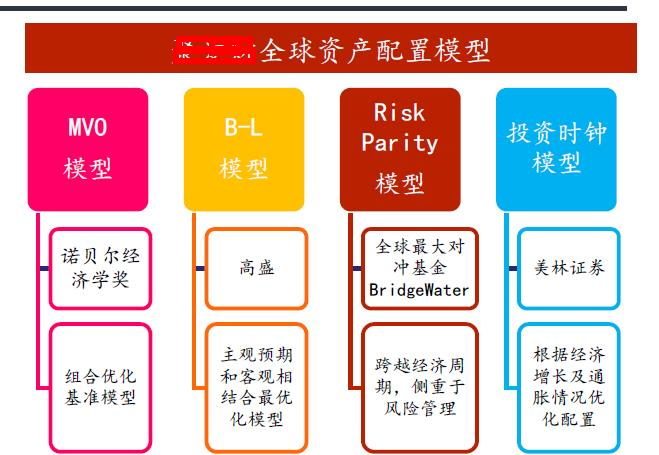 全球资产配置模型
MVO
模型
B-L
模型
Risk
Parity
模型
投资时钟
模型
诺贝尔经
济学奖
高盛
全球最大对
冲基金
BridgeWater
美林证券
组合优化
基准模型
主观预期
和客观相
结合最优
化模型
跨越经济周
期，侧重于
风险管理
根据经济
增长及通
胀情况优
化配置